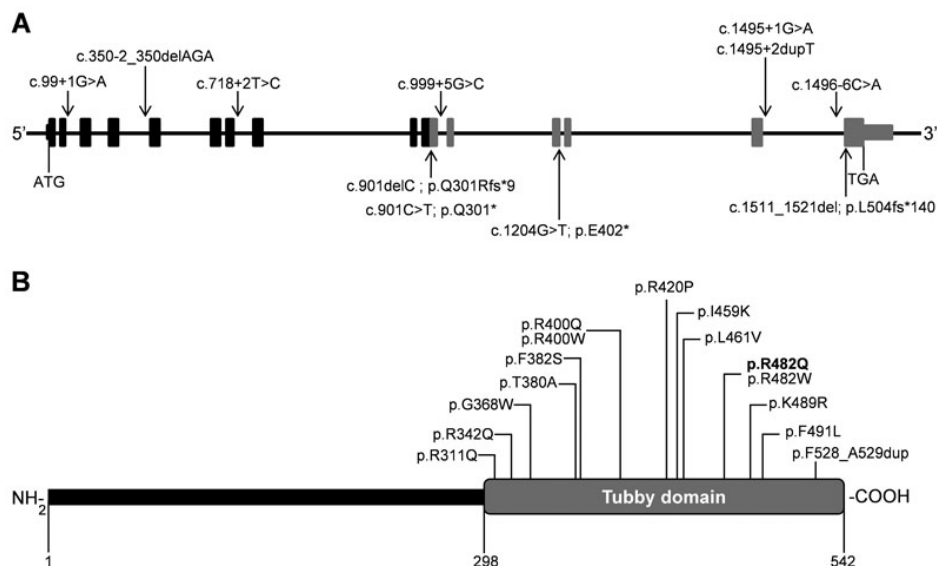 A
c.99+1G>A
c.350-2_350delAGA
c.718+2T>C
c.999+5G>C
c.1495+1G>A
c.1495+2dupT
c.1496-6C>A
5’
3’
ATG
c.901delC ; p.Q301Rfs*9
c.901C>T; p.Q301*
c.1204G>T; p.E402*
TGA
c.1511_1521del; p.L504fs*140
B
p.R420P
p.I459K
p.R400Q
p.R400W
p.L461V
p.F382S
p.R482Q
p.R482W
p.T380A
p.G368W
p.K489R
p.R342Q
p.F491L
p.R311Q
p.F528_A529dup
NH-
2
Tubby domain
-COOH
1
298
542